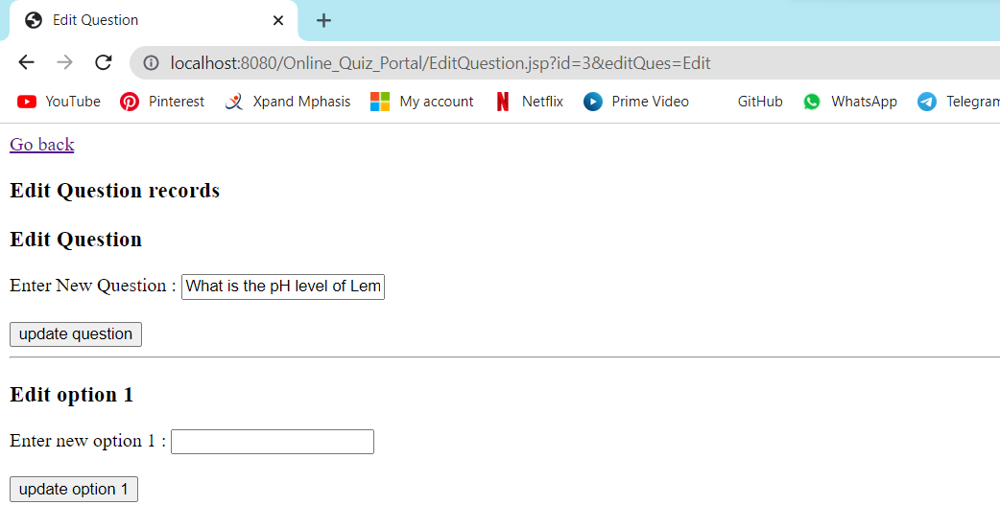 Edit Question
localhost:8080/Online_Quiz_Portal/EditQuestion.jsp?id=3&editQues=Edit
YouTube Pinterest Xpand Mphasis My account Netflix Prime Video GitHub WhatsApp Telegram
Go back
Edit Question records
Edit Question
Enter New Question : What is the pH level of Lem
update question
Edit option 1
Enter new option 1 :
update option 1